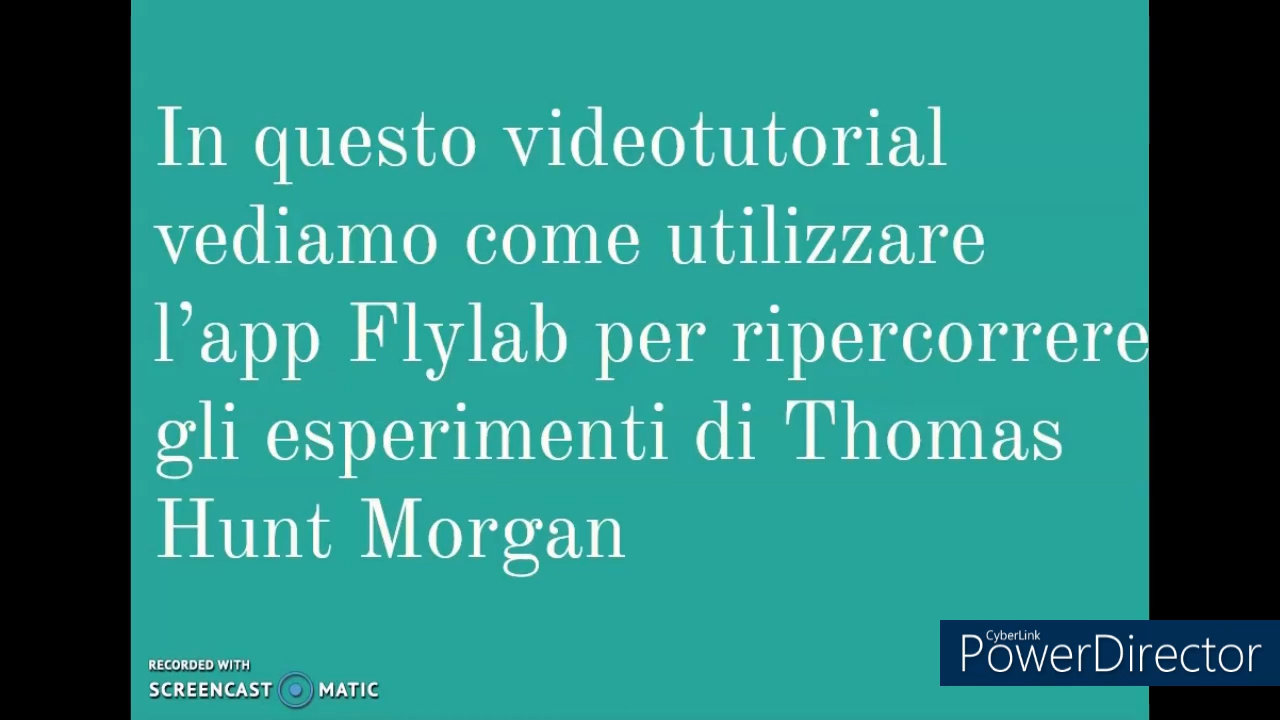 In questo videotutorial
vediamo come utilizzare
l’app Flylab per ripercorrere
gli esperimenti di Thomas
Hunt Morgan
RECORDED WITH
SCREENCAST MATIC
CyberLink
PowerDirector